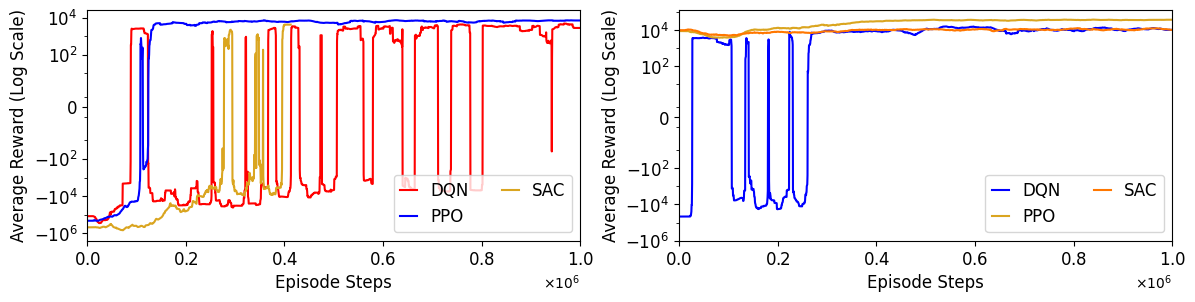 Average Reward (Log Scale)
10^4
10^2
0
−10^2
−10^4
−10^6
0.0 0.2 0.4 0.6 0.8 1.0
Episode Steps
×10^6
DQN SAC
PPO
Average Reward (Log Scale)
10^4
10^2
0
−10^2
−10^4
−10^6
0.0 0.2 0.4 0.6 0.8 1.0
Episode Steps
×10^6
DQN SAC
PPO